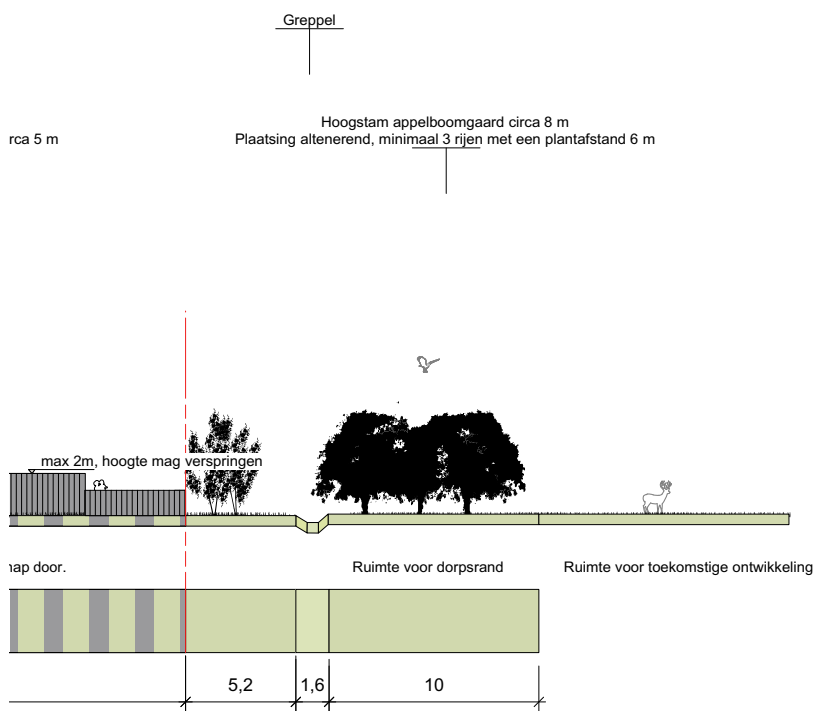 Greppel
Hoogstam appelboomgaard circa 8 m
rca 5 m
Plaatsing altenerend, minimaal 3 rijen met een plantafstand 6 m
max 2m, hoogte mag verspringen
ap door.
Ruimte voor dorpsrand
Ruimte voor toekomstige ontwikkeling
5,2
1,6
10